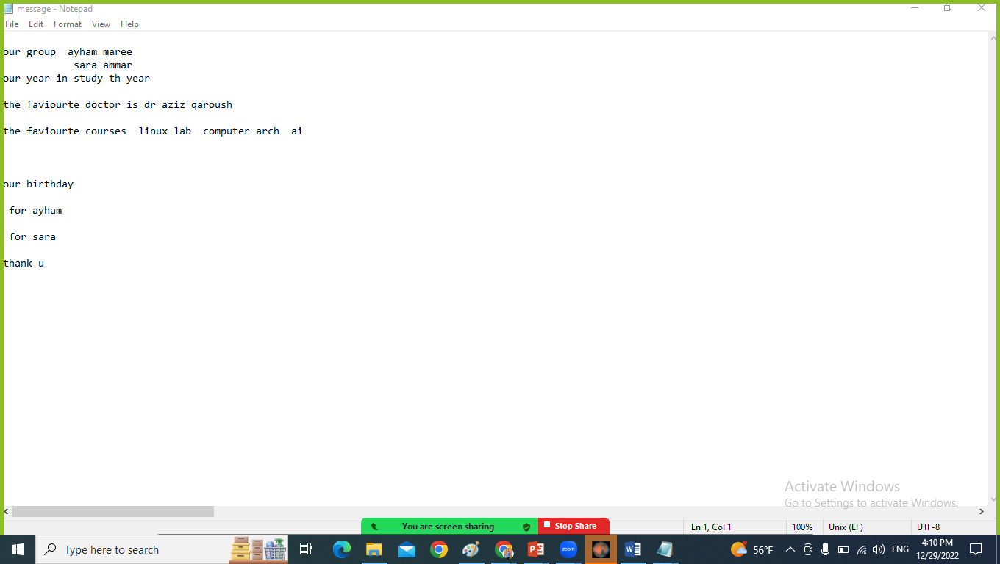 message - Notepad
File Edit Format View Help
our group  ayham maree
sara ammar
our year in study th year
the faviourte doctor is dr aziz qaroush
the faviourte courses  linux lab  computer arch  ai
our birthday
for ayham
for sara
thank u
Activate Windows
Go to Settings to activate Windows.
You are screen sharing Stop Share
Ln 1, Col 1 100% Unix (LF) UTF-8
Type here to search zoom 56°F ENG 4:10 PM
12/29/2022